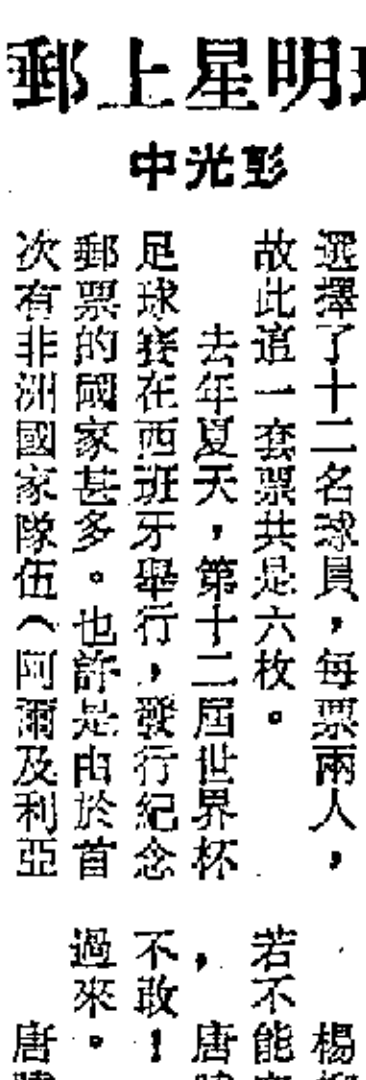 明星上郵
彭光中
選擇了十二名球員，每票兩人，
故此這一套票共是六枚。
去年夏天，第十二屆世界杯
足球賽在西班牙舉行，發行紀念
郵票的國家甚多。也許是由於首
次有非洲國家隊伍（阿爾及利亞
楊
若不能
，唐
不敢！
過來。
唐